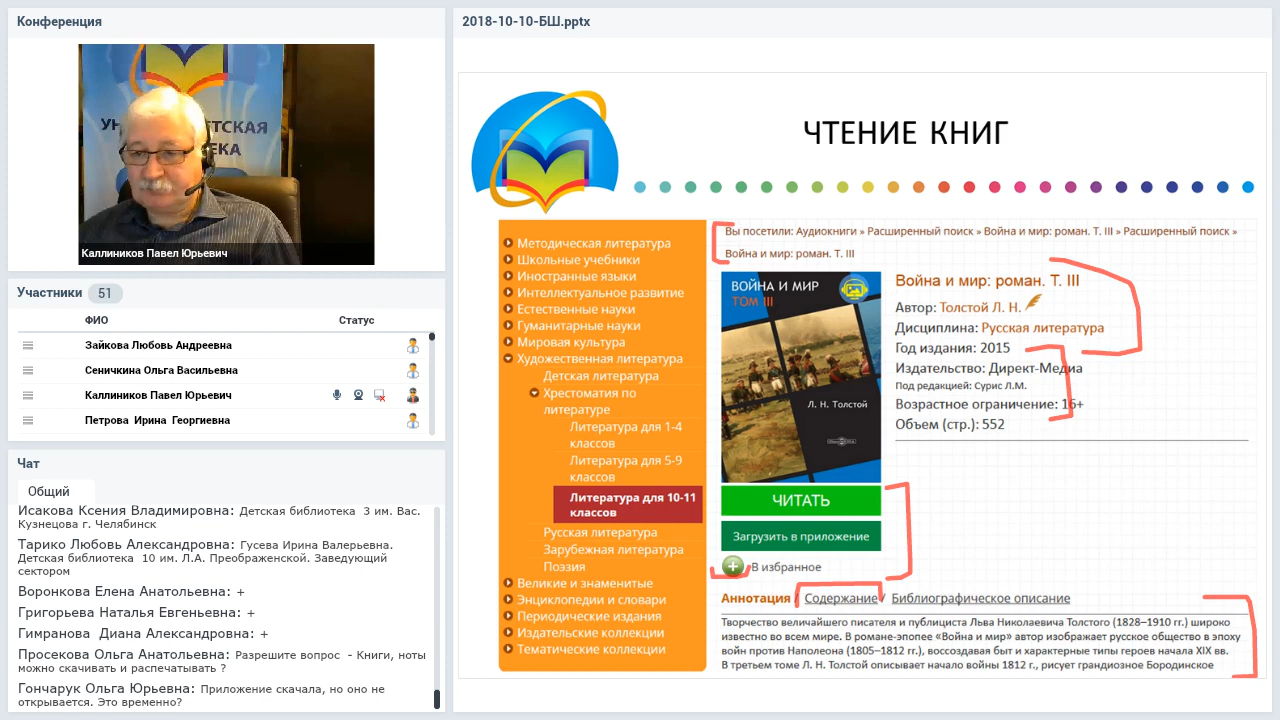 Конференция
УН ЕТСКАЯ
ЕКА
Каллиников Павел Юрьевич
Участники 51
ФИО Статус
Зайкова Любовь Андреевна
Сеничкина Ольга Васильевна
Каллиников Павел Юрьевич
Петрова Ирина Георгиевна
Чат
Общий
Исакова Ксения Владимировна: Детская библиотека 3 им. Вас.
Кузнецова г. Челябинск
Тарико Любовь Александровна: Гусева Ирина Валерьевна.
Детская библиотека 10 им. Л.А. Преображенской. Заведующий
сектором
Воронкова Елена Анатольевна: +
Григорьева Наталья Евгеньевна: +
Гимранова Диана Александровна: +
Просекова Ольга Анатольевна: Разрешите вопрос - Книги, ноты
можно скачивать и распечатывать ?
Гончарук Ольга Юрьевна: Приложение скачала, но оно не
открывается. Это временно?
2018-10-10-БШ.pptx
ЧТЕНИЕ КНИГ
Методическая литература
Школьные учебники
Иностранные языки
Интеллектуальное развитие
Естественные науки
Гуманитарные науки
Мировая культура
Художественная литература
Детская литература
Хрестоматия по
литературе
Литература для 1-4
классов
Литература для 5-9
классов
Литература для 10-11
классов
Русская литература
Зарубежная литература
Поэзия
Великие и знаменитые
Энциклопедии и словари
Периодические издания
Издательские коллекции
Тематические коллекции
Вы посетили: Аудиокниги » Расширенный поиск » Война и мир: роман. Т. III » Расширенный поиск »
Война и мир: роман. Т. III
ВОЙНА И МИР
ТОМ III
Л. Н. Толстой
Война и мир: роман. Т. III
Автор: Толстой Л. Н.
Дисциплина: Русская литература
Год издания: 2015
Издательство: Директ-Медиа
Под редакцией: Сурис Л.М.
Возрастное ограничение: 16+
Объем (стр.): 552
ЧИТАТЬ
Загрузить в приложение
В избранное
Аннотация / Содержание / Библиографическое описание
Творчество величайшего писателя и публициста Льва Николаевича Толстого (1828–1910 гг.) широко
известно во всем мире. В романе-эпопее «Война и мир» автор изображает русское общество в эпоху
войн против Наполеона (1805–1812 гг.), воссоздавая быт и характерные типы героев начала XIX вв.
В третьем томе Л. Н. Толстой описывает начало войны 1812 г., рисует грандиозное Бородинское